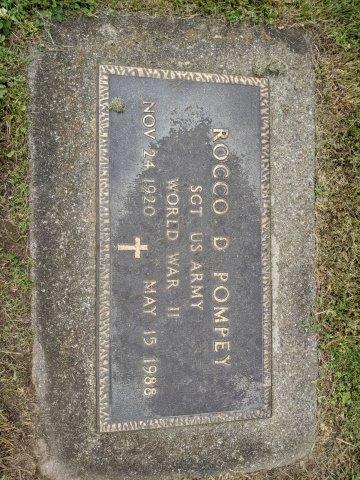 ROCCO D POMPEY
SGT US ARMY
WORLD WAR II
NOV 24 1920 MAY 15 1988